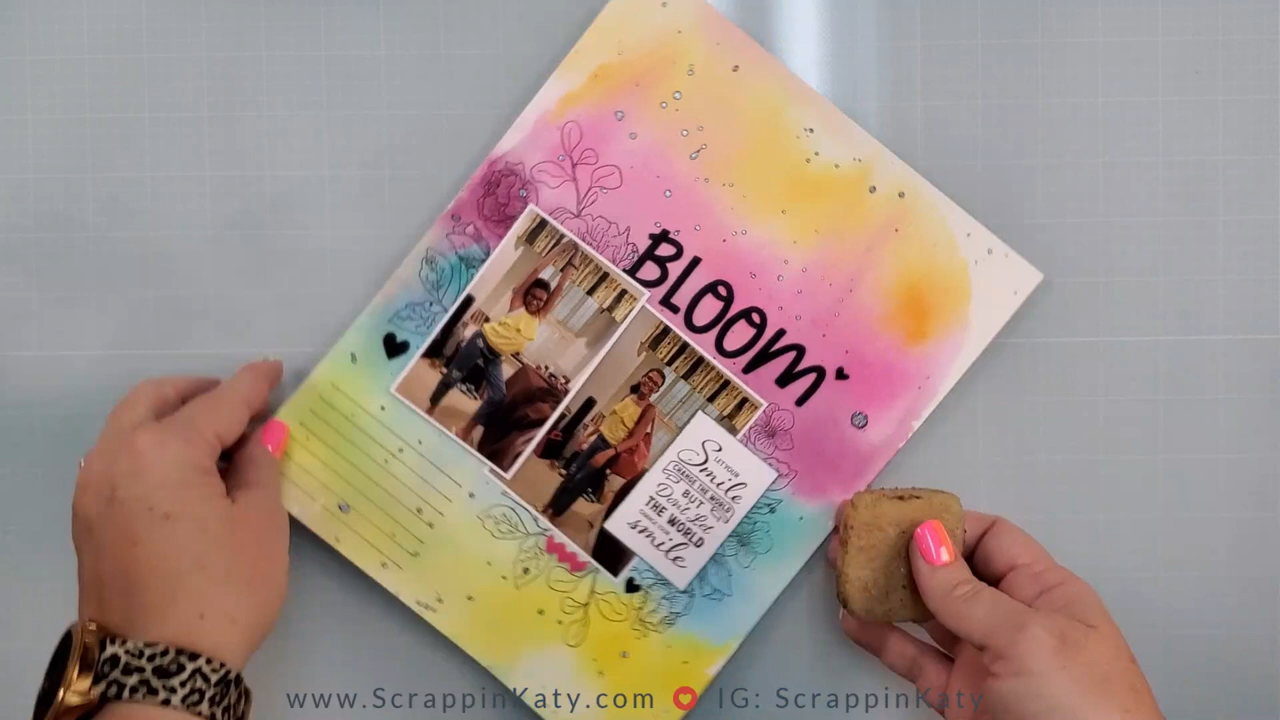 BLOOM
LET YOUR
Smile
CHANGE THE WORLD
BUT
Don't Let
THE WORLD
CHANGE YOUR
smile
www.ScrappinKaty.com IG: ScrappinKaty